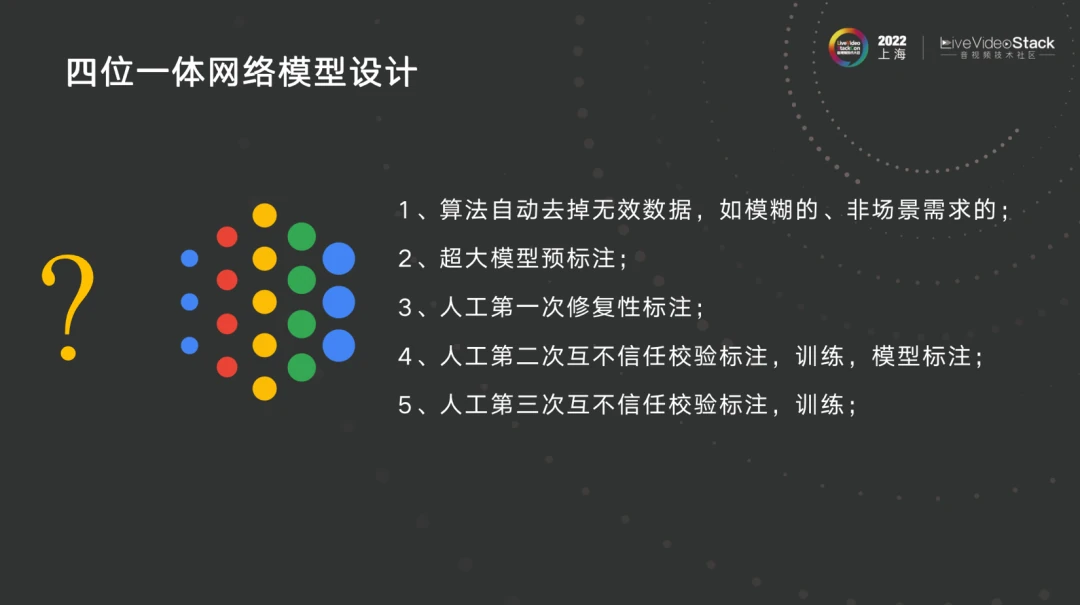 四位一体网络模型设计
LiveVideo
StackCon
2022
上海
LiveVideoStack
音视频技术社区
?
1、算法自动去掉无效数据，如模糊的、非场景需求的；
2、超大模型预标注；
3、人工第一次修复性标注；
4、人工第二次互不信任校验标注，训练，模型标注；
5、人工第三次互不信任校验标注，训练；